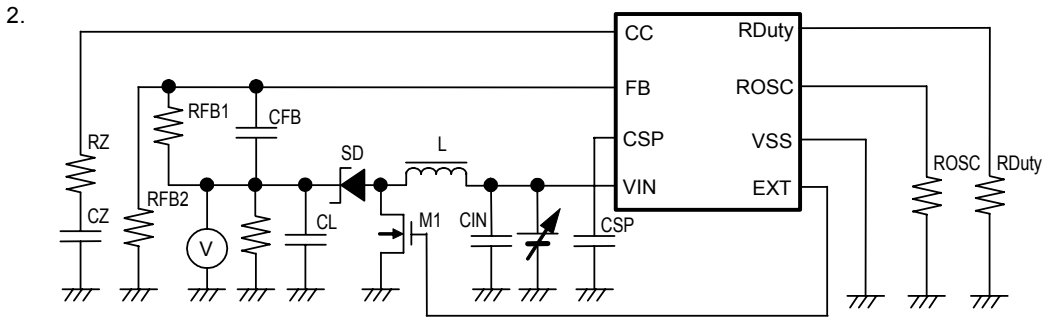 2.
CC
RDuty
FB
ROSC
CSP
VSS
VIN
EXT
RFB1
CFB
RZ
SD
L
ROSC
RDuty
RFB2
CZ
CL
M1
CIN
CSP
V